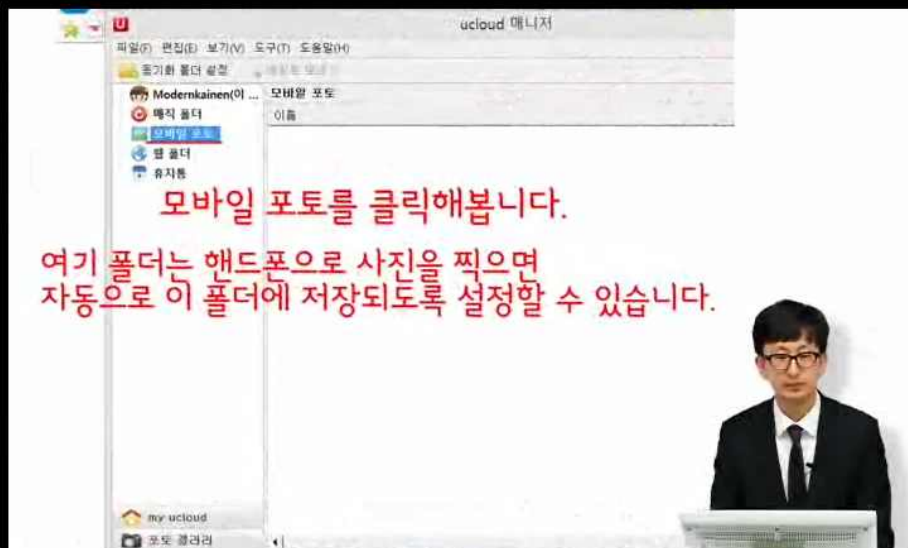 ucloud 매니저
파일(F) 편집(E) 보기(V) 도구(T) 도움말(H)
동기화 폴더 설정
Modernkainen(이 ...
모바일 포토
매직 폴더
이름
모바일 포토
웹 폴더
휴지통
모바일 포토를 클릭해봅니다.
여기 폴더는 핸드폰으로 사진을 찍으면
자동으로 이 폴더에 저장되도록 설정할 수 있습니다.
my ucloud
포토 갤러리